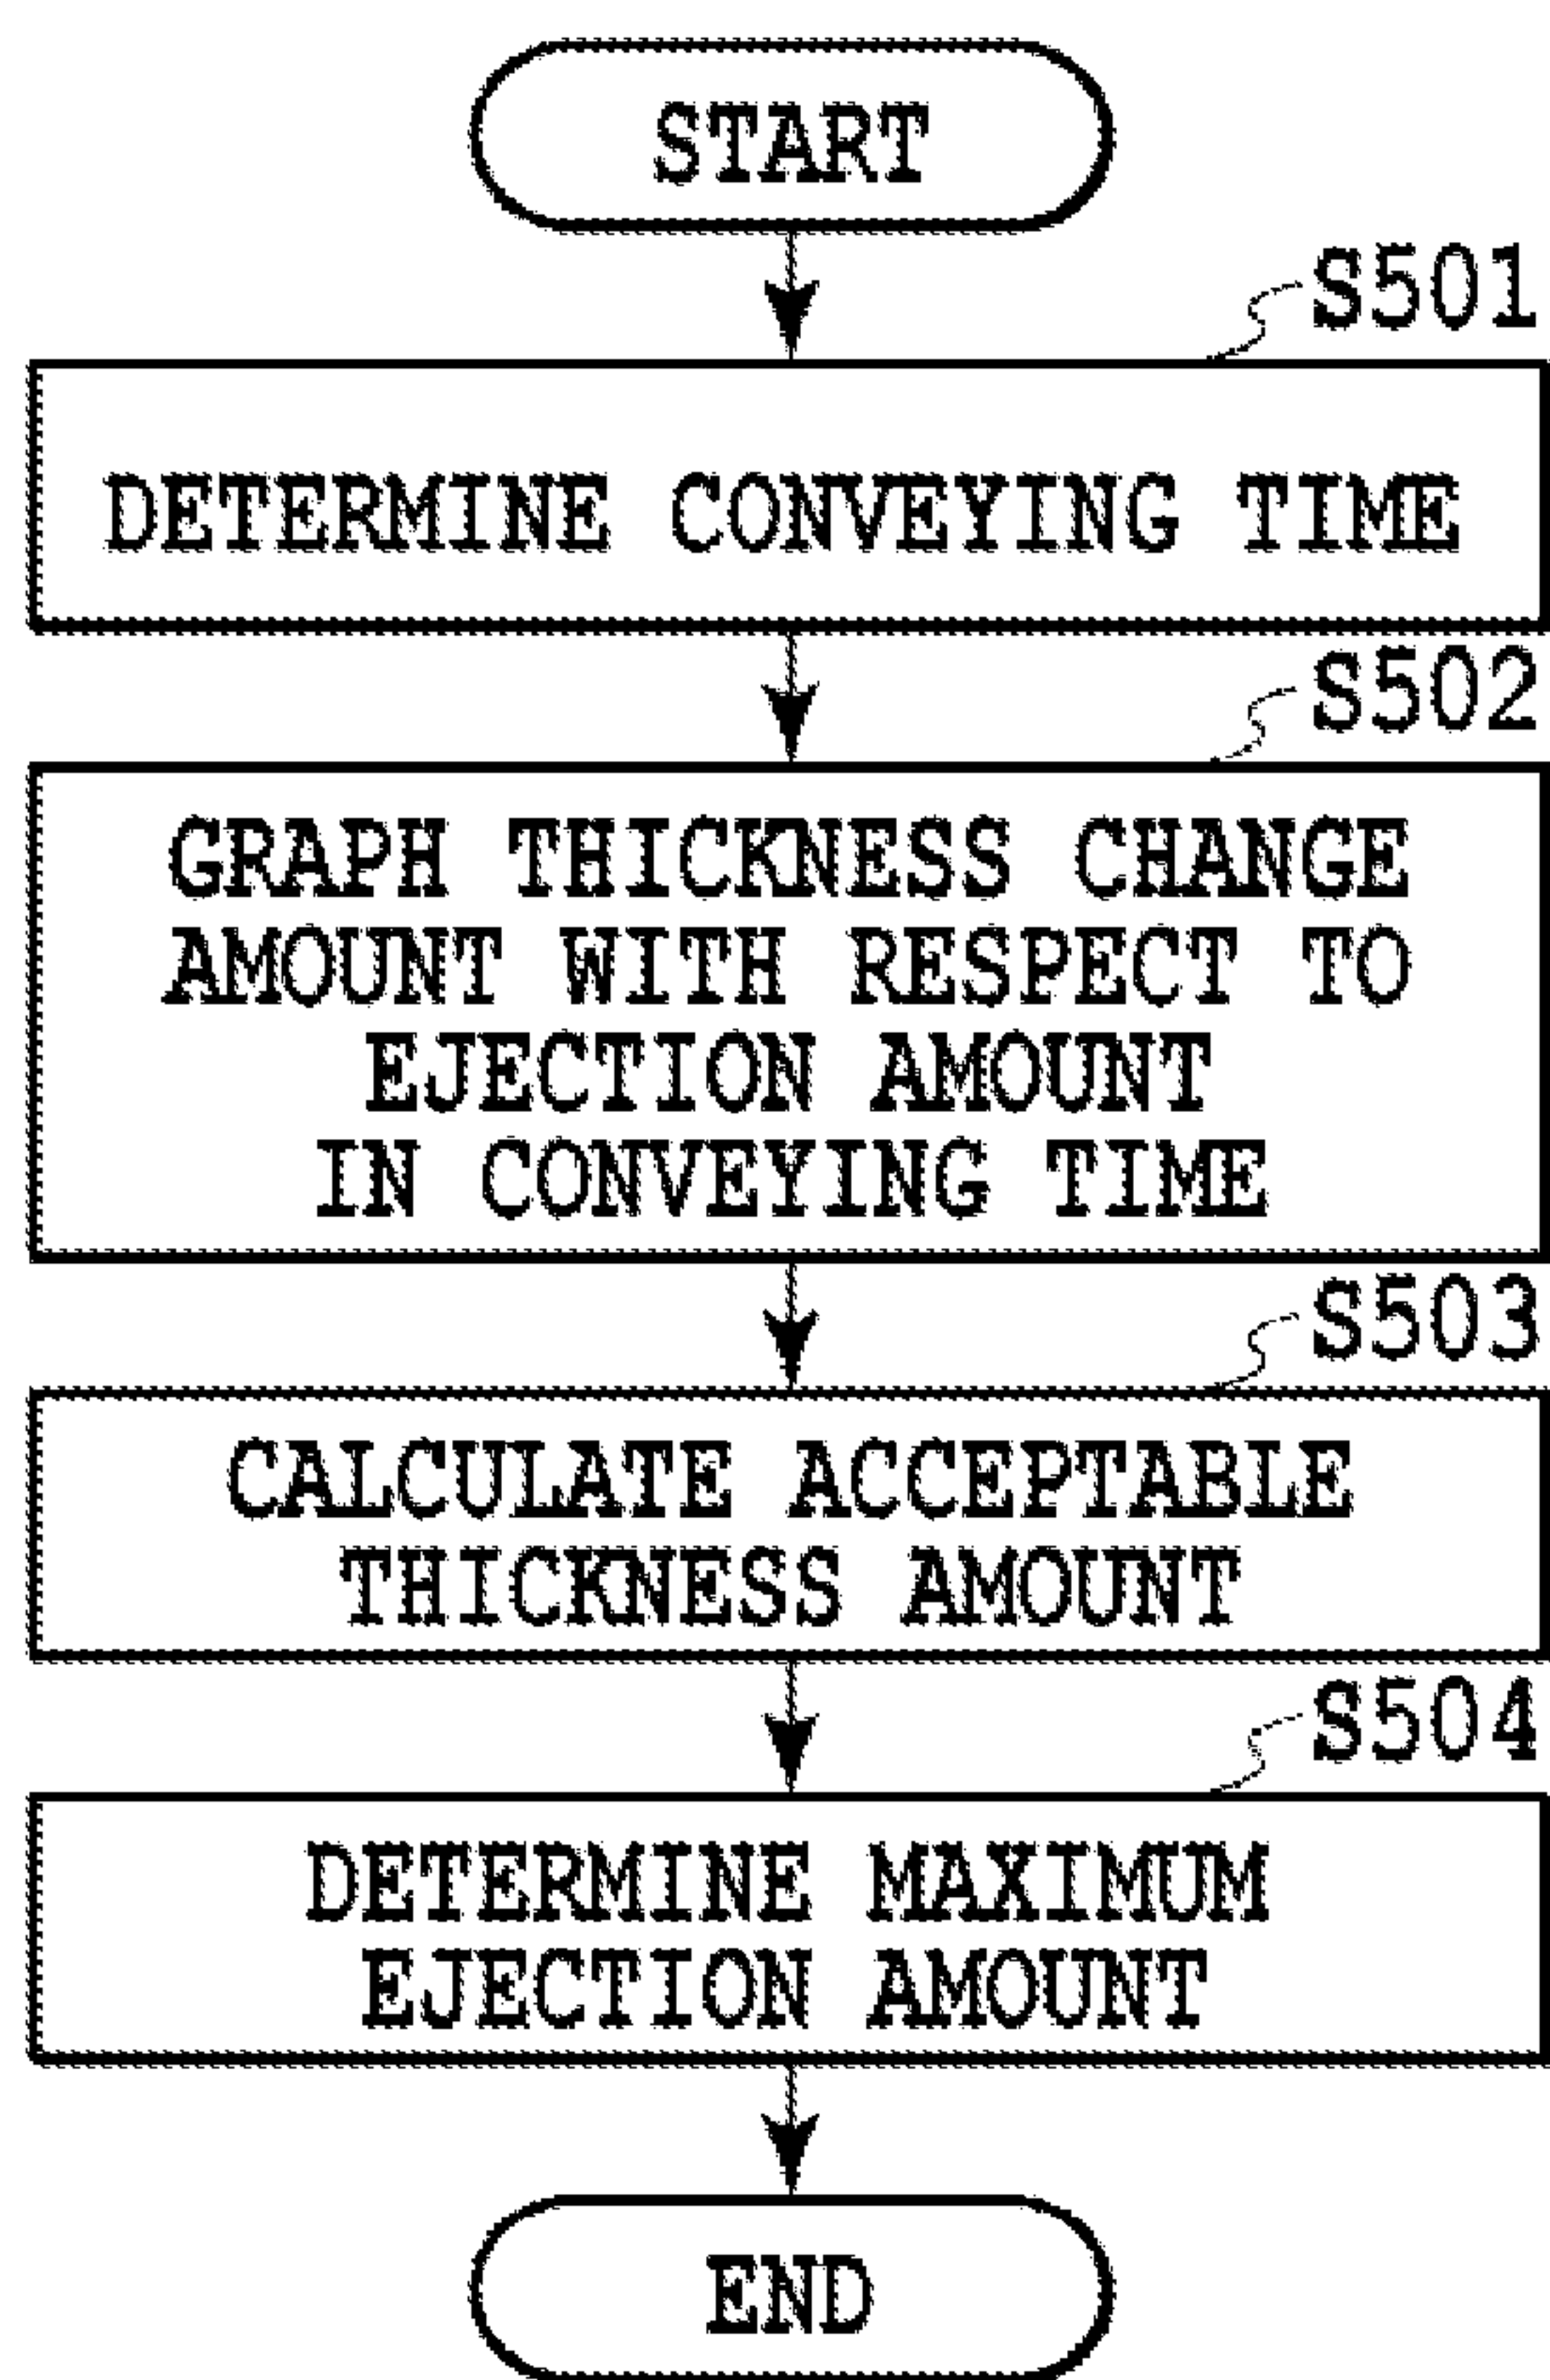 START
S501
DETERMINE CONVEYING TIME
S502
GRAPH THICKNESS CHANGE
AMOUNT WITH RESPECT TO
EJECTION AMOUNT
IN CONVEYING TIME
S503
CALCULATE ACCEPTABLE
THICKNESS AMOUNT
S504
DETERMINE MAXIMUM
EJECTION AMOUNT
END